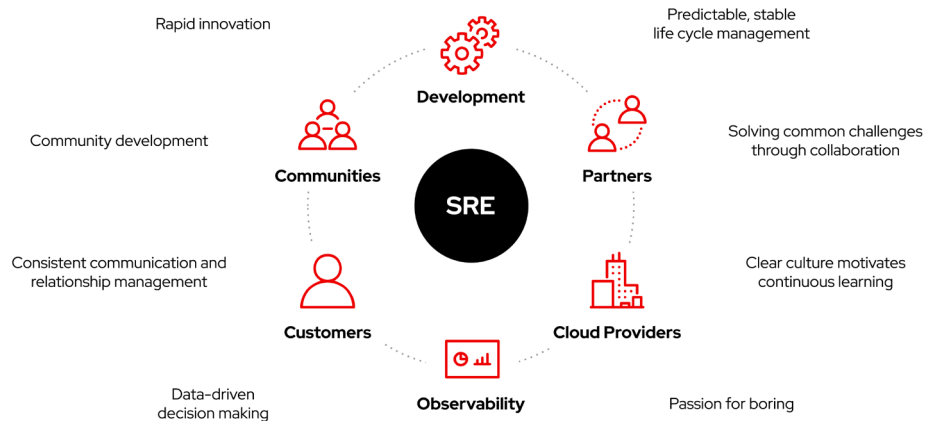 Rapid innovation
Predictable, stable
life cycle management
Development
Community development
Solving common challenges
through collaboration
Communities
Partners
SRE
Consistent communication and
relationship management
Clear culture motivates
continuous learning
Customers
Cloud Providers
Data-driven
decision making
Observability
Passion for boring